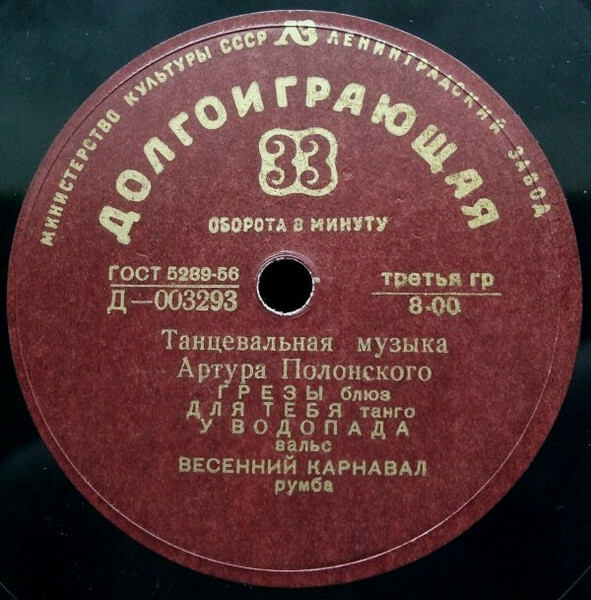 МИНИСТЕРСТВО КУЛЬТУРЫ СССР ЛЗ ЛЕНИНГРАДСКИЙ ЗАВОД
ДОЛГОИГРАЮЩАЯ
33
ОБОРОТА В МИНУТУ
ГОСТ 5289-56
Д—003293
третья гр
8-00
Танцевальная музыка
Артура Полонского
ГРЕЗЫ блюз
ДЛЯ ТЕБЯ танго
У ВОДОПАДА
вальс
ВЕСЕННИЙ КАРНАВАЛ
румба